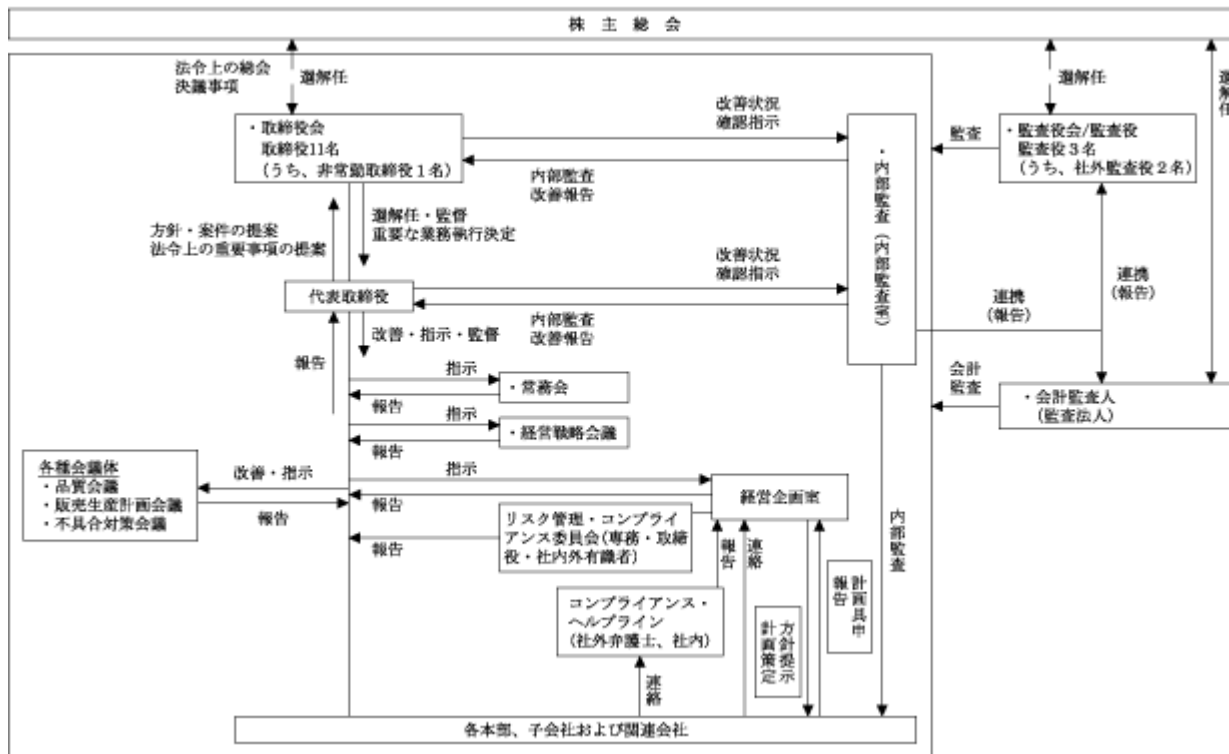 株主総会
法令上の総会
決議事項
選解任
・取締役会
取締役11名
(うち、非常勤取締役1名)
改善状況
確認指示
内部監査
改善報告
・内部監査(内部監査室)
監査
選解任
選解任
・監査役会/監査役
監査役3名
(うち、社外監査役2名)
方針・案件の提案
法令上の重要事項の提案
選解任・監督
重要な業務執行決定
代表取締役
改善状況
確認指示
内部監査
改善報告
連携
(報告)
連携
(報告)
報告
改善・指示・監督
指示
・常務会
報告
指示
・経営戦略会議
報告
会計
監査
・会計監査人
(監査法人)
各種会議体
・品質会議
・販売生産計画会議
・不具合対策会議
改善・指示
報告
指示
経営企画室
報告
リスク管理・コンプライ
アンス委員会(専務・取締
役・社内外有識者)
報告
報告
連絡
内部監査
コンプライアンス・
ヘルプライン
(社外弁護士、社内)
連絡
方針提示
計画策定
計画具申
報告
各本部、子会社および関連会社